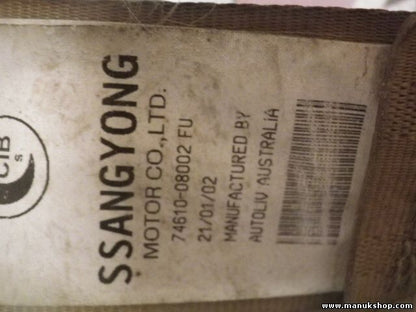 CIB
S
SSANGYONG
MOTOR CO.,LTD.
74610-08002 FU
21/01/02
MANUFACTURED BY
AUTOLIV AUSTRALIA
www.manukshop.com